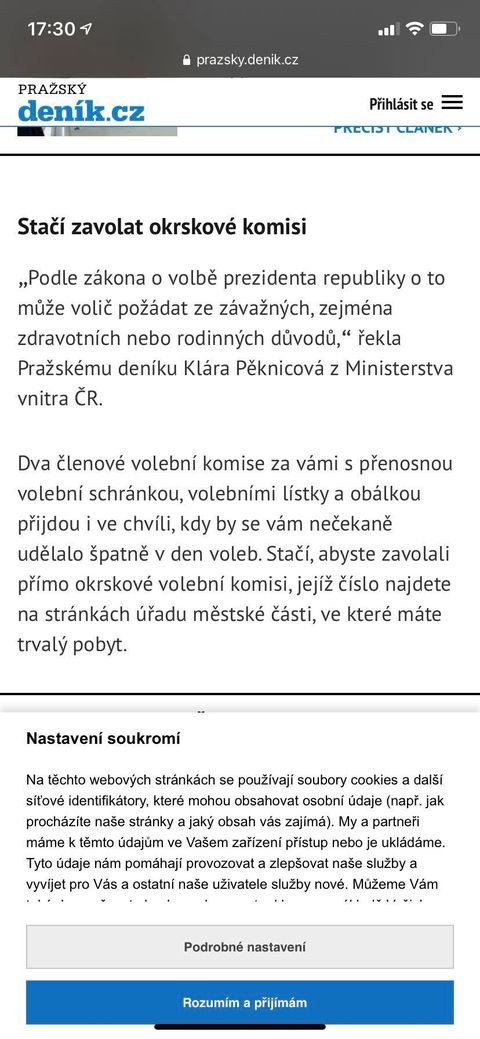 17:30
prazsky.denik.cz
PRAŽSKÝ
deník.cz
Přihlásit se
PŘEČÍST ČLÁNEK ›
Stačí zavolat okrskové komisi
„Podle zákona o volbě prezidenta republiky o to
může volič požádat ze závažných, zejména
zdravotních nebo rodinných důvodů,“ řekla
Pražskému deníku Klára Pěknicová z Ministerstva
vnitra ČR.
Dva členové volební komise za vámi s přenosnou
volební schránkou, volebními lístky a obálkou
přijdou i ve chvíli, kdy by se vám nečekaně
udělalo špatně v den voleb. Stačí, abyste zavolali
přímo okrskové volební komisi, jejíž číslo najdete
na stránkách úřadu městské části, ve které máte
trvalý pobyt.
Nastavení soukromí
Na těchto webových stránkách se používají soubory cookies a další
síťové identifikátory, které mohou obsahovat osobní údaje (např. jak
procházíte naše stránky a jaký obsah vás zajímá). My a partneři
máme k těmto údajům ve Vašem zařízení přístup nebo je ukládáme.
Tyto údaje nám pomáhají provozovat a zlepšovat naše služby a
vyvíjet pro Vás a ostatní naše uživatele služby nové. Můžeme Vám
Podrobné nastavení
Rozumím a přijímám